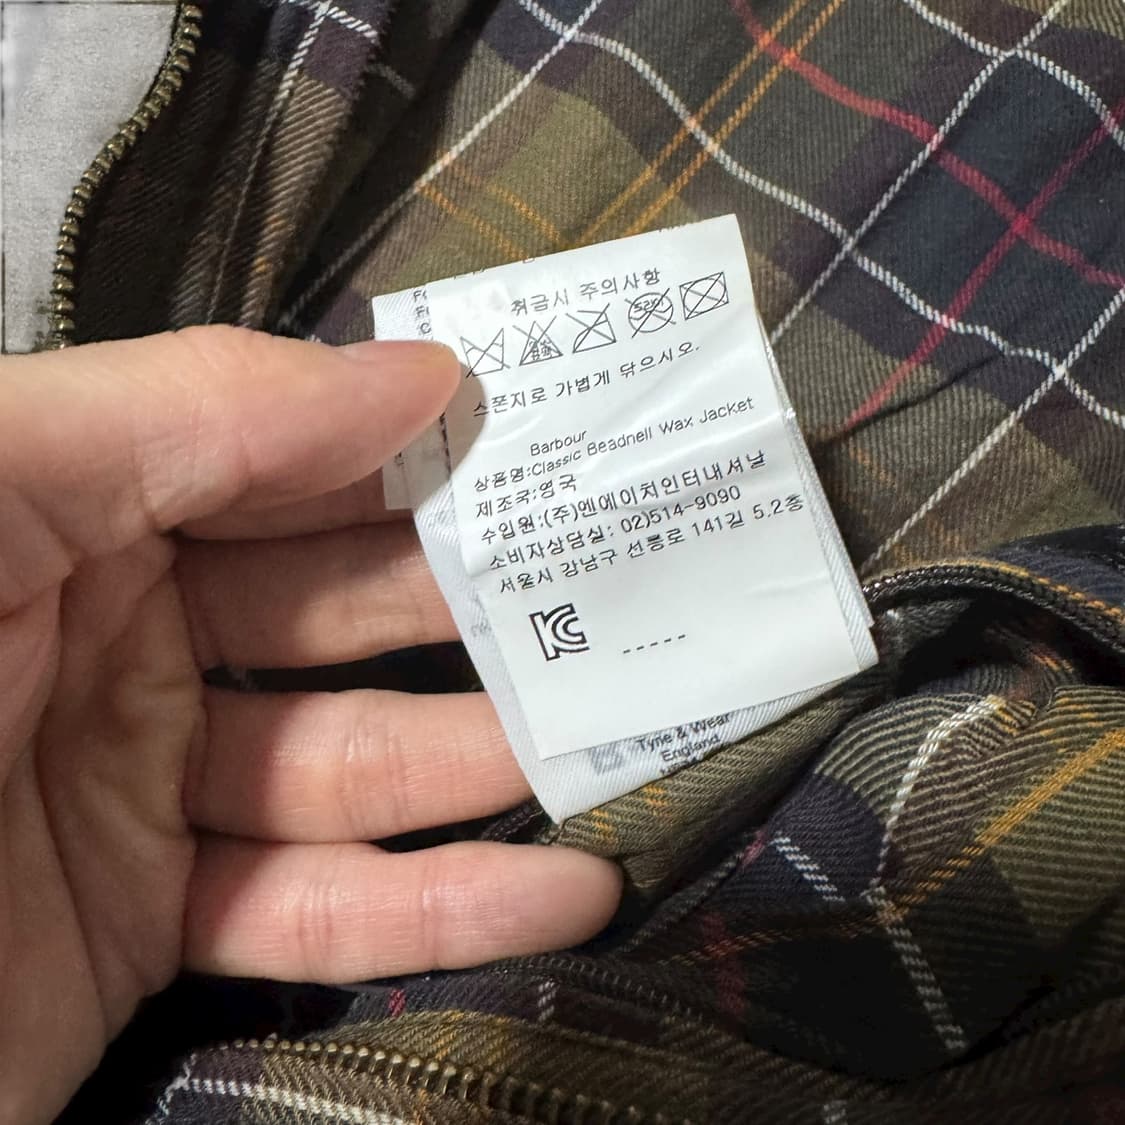 취급시 주의사항
스폰지로 가볍게 닦으시오.
Barbour
상품명:Classic Beadnell Wax Jacket
제조국:영국
수입원:(주)엔에이치인터내셔날
소비자상담실: 02)514-9090
서울시 강남구 선릉로 141길 5.2층
-----
Tyne & Wear
England